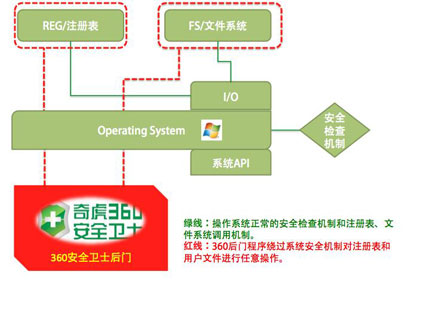 REG/注册表
FS/文件系统
I/O
Operating System
安全
检查
机制
系统API
奇虎360
安全卫士
360安全卫士后门
绿线：操作系统正常的安全检查机制和注册表、文
件系统调用机制。
红线：360后门程序绕过系统安全机制对注册表和
用户文件进行任意操作。